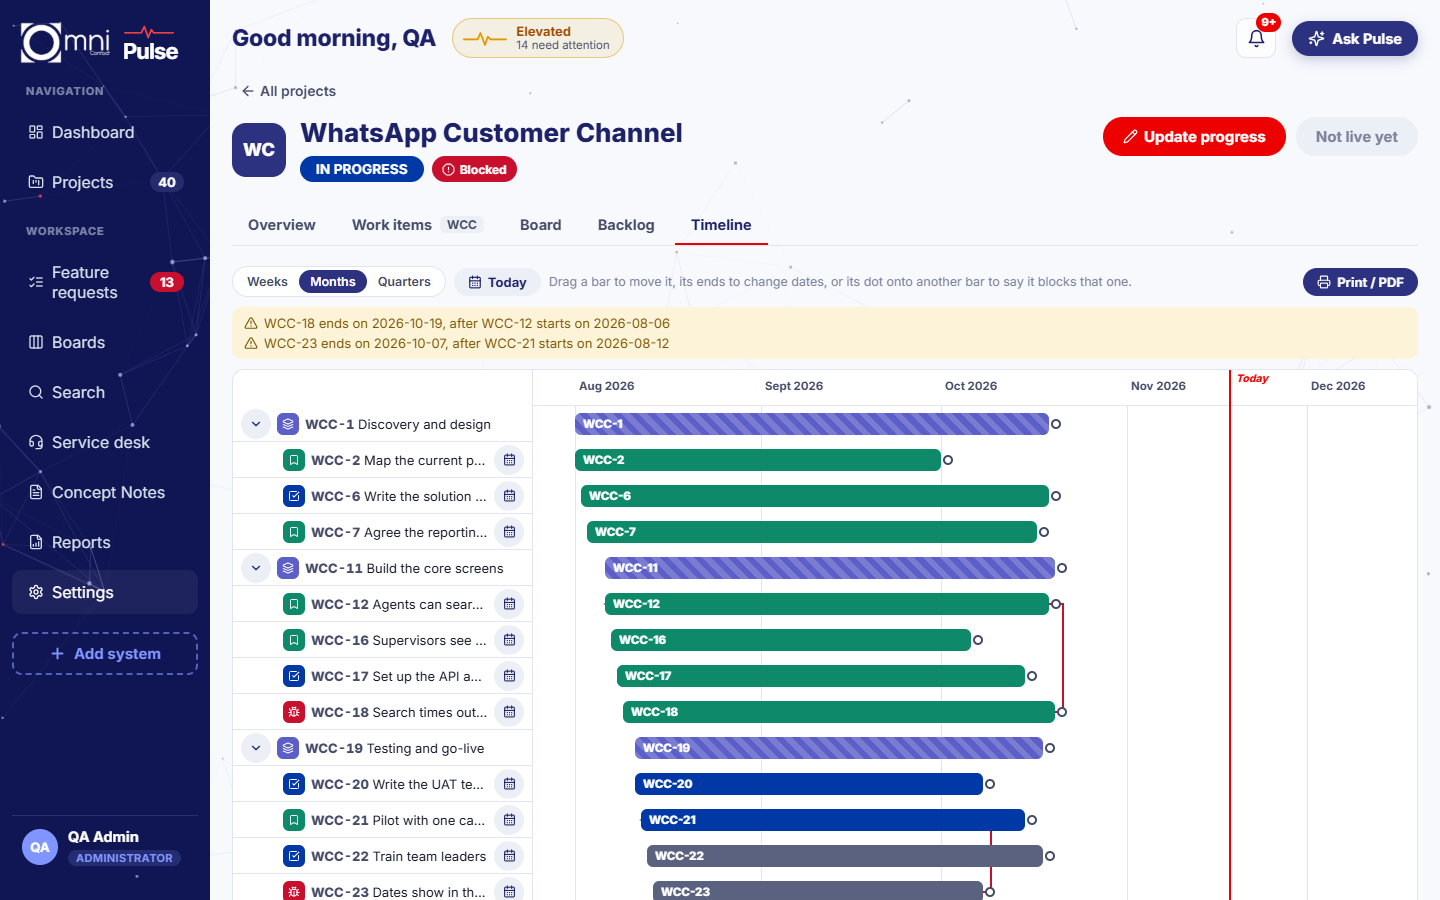 Omni Contact Pulse
Good morning, QA
Elevated
14 need attention
9+
Ask Pulse
NAVIGATION
Dashboard
Projects 40
WORKSPACE
Feature requests 13
Boards
Search
Service desk
Concept Notes
Reports
Settings
Add system
QA
QA Admin
ADMINISTRATOR
All projects
WC
WhatsApp Customer Channel
IN PROGRESS
Blocked
Update progress
Not live yet
Overview
Work items WCC
Board
Backlog
Timeline
Weeks
Months
Quarters
Today
Drag a bar to move it, its ends to change dates, or its dot onto another bar to say it blocks that one.
Print / PDF
WCC-18 ends on 2026-10-19, after WCC-12 starts on 2026-08-06
WCC-23 ends on 2026-10-07, after WCC-21 starts on 2026-08-12
Aug 2026
Sept 2026
Oct 2026
Nov 2026
Today
Dec 2026
WCC-1 Discovery and design
WCC-1
WCC-2 Map the current p...
WCC-2
WCC-6 Write the solution ...
WCC-6
WCC-7 Agree the reportin...
WCC-7
WCC-11 Build the core screens
WCC-11
WCC-12 Agents can sear...
WCC-12
WCC-16 Supervisors see ...
WCC-16
WCC-17 Set up the API a...
WCC-17
WCC-18 Search times out...
WCC-18
WCC-19 Testing and go-live
WCC-19
WCC-20 Write the UAT te...
WCC-20
WCC-21 Pilot with one ca...
WCC-21
WCC-22 Train team leaders
WCC-22
WCC-23 Dates show in th...
WCC-23